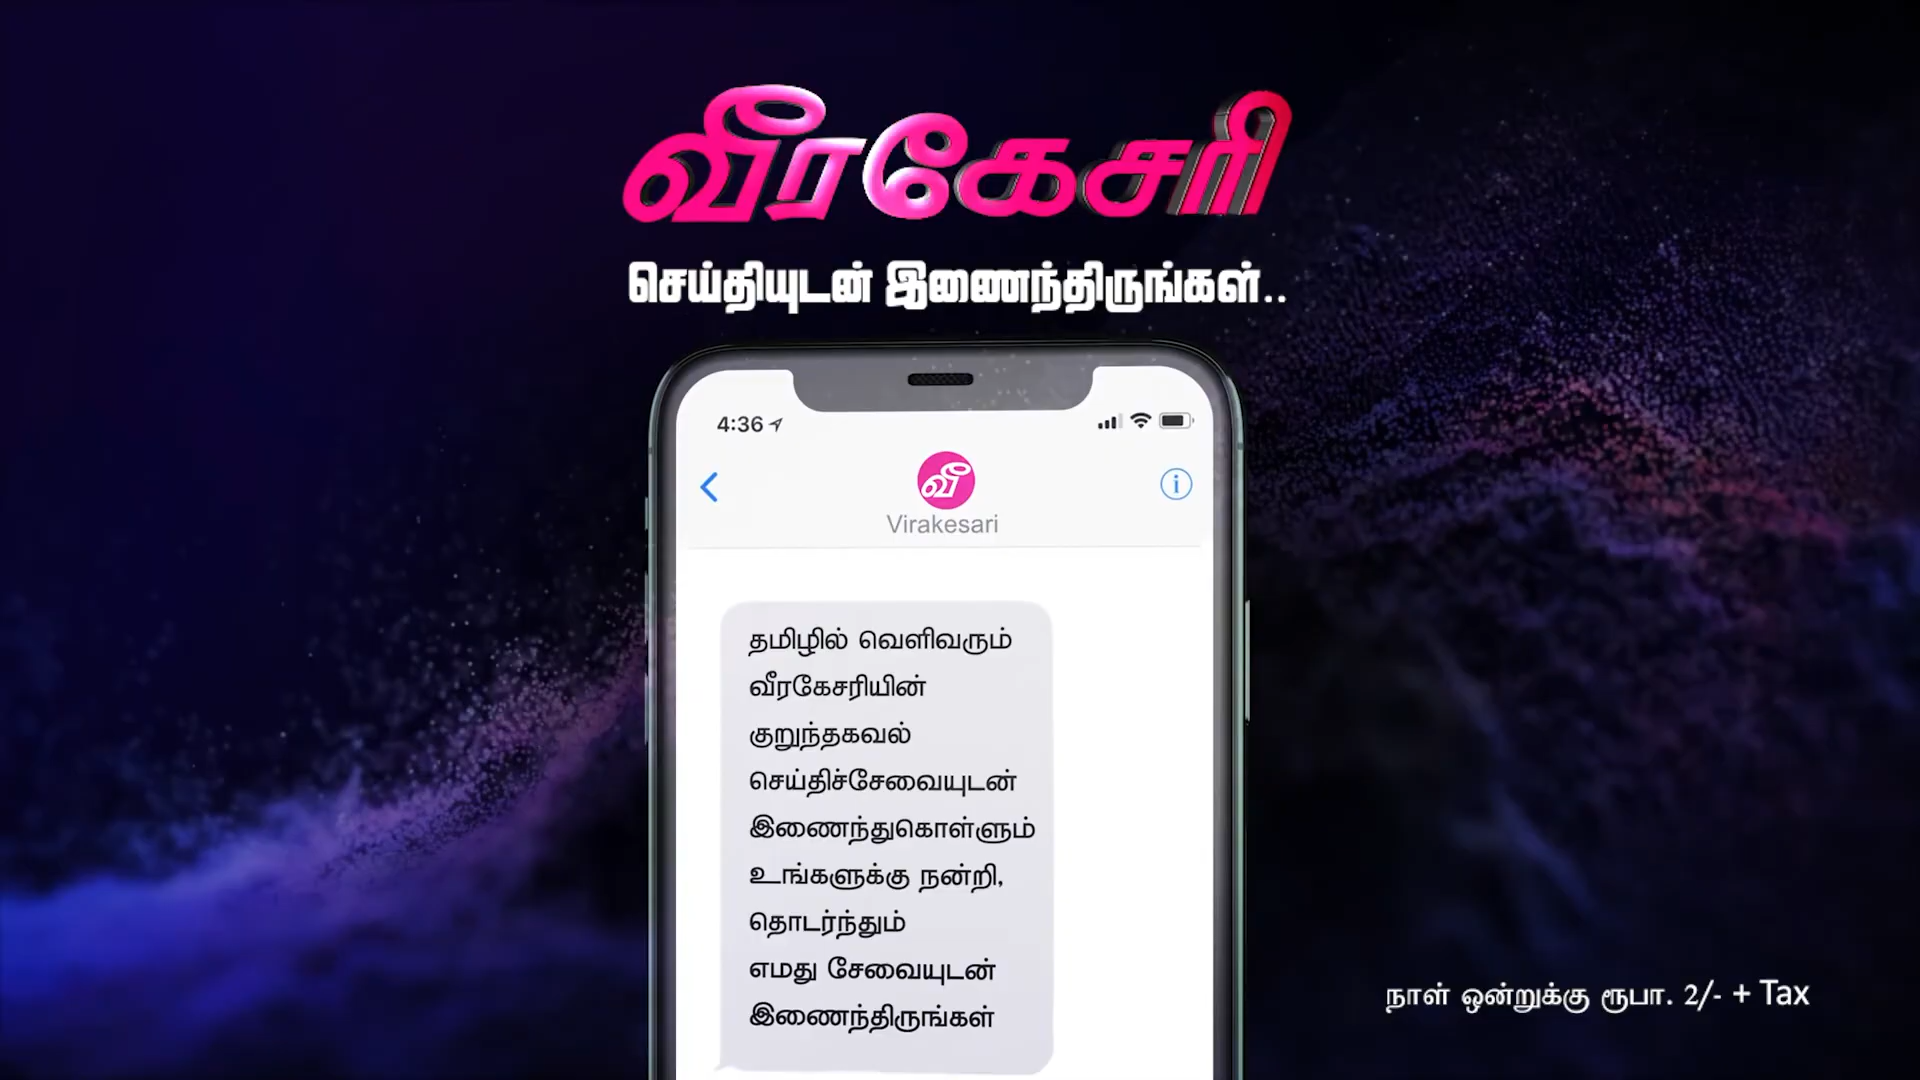 வீரகேசரி
செய்தியுடன் இணைந்திருங்கள்..
4:36
வீ
Virakesari
தமிழில் வெளிவரும்
வீரகேசரியின்
குறுந்தகவல்
செய்திச்சேவையுடன்
இணைந்துகொள்ளும்
உங்களுக்கு நன்றி,
தொடர்ந்தும்
எமது சேவையுடன்
இணைந்திருங்கள்
நாள் ஒன்றுக்கு ரூபா. 2/- + Tax